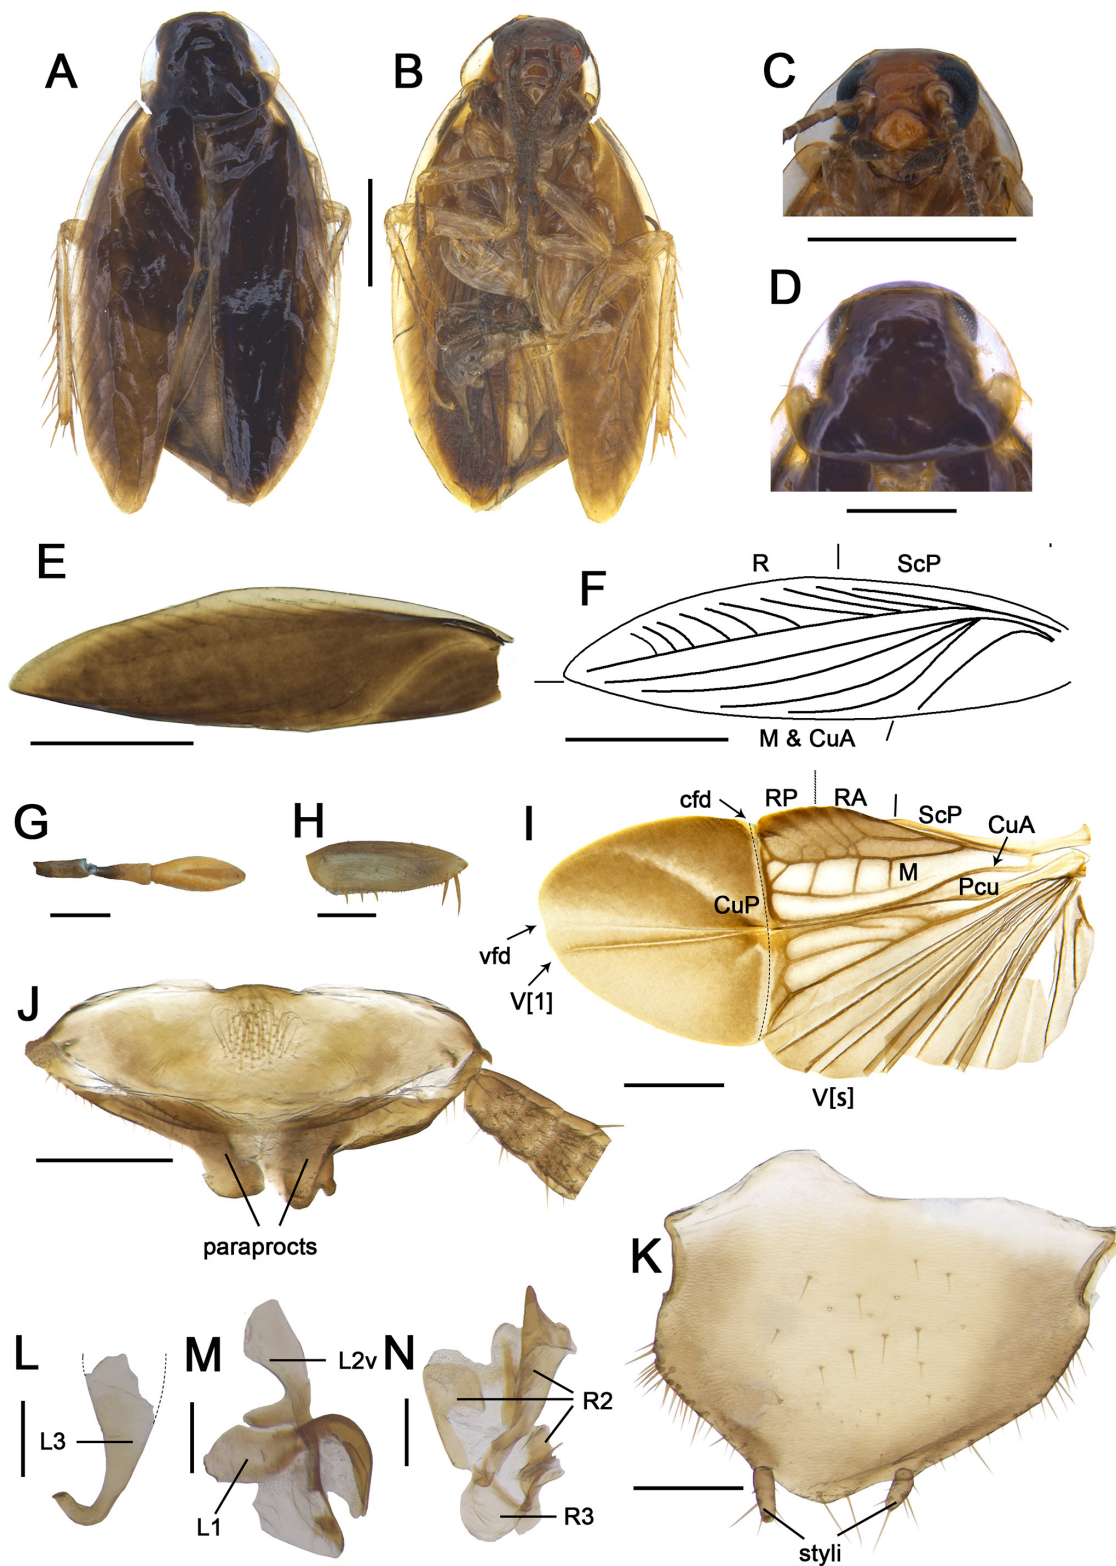 A
B
C
D
E
F
R
ScP
M & CuA
G
H
I
cfd
RP
RA
ScP
CuA
M
Pcu
CuP
vfd
V[1]
V[s]
J
paraprocts
K
styli
L
L3
M
L2v
L1
N
R2
R3